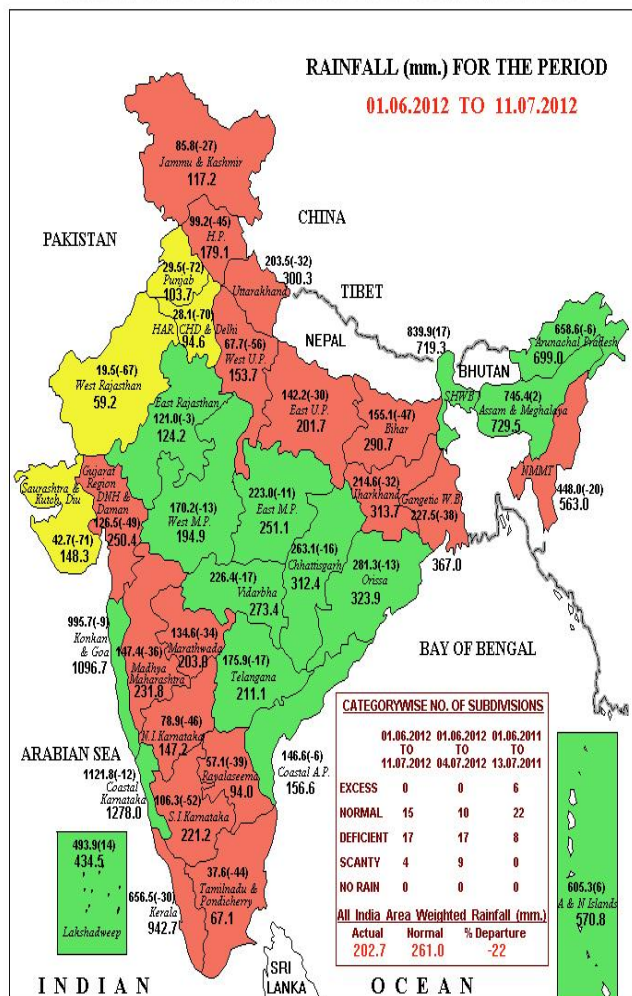 RAINFALL (mm.) FOR THE PERIOD
01.06.2012 TO 11.07.2012
85.8(-27)
Jammu & Kashmir
117.2
CHINA
99.2(-45)
H.P.
179.1
PAKISTAN
203.5(-32)
300.3
Uttarakhand
29.5(-72)
Punjab
103.7
TIBET
28.1(-70)
HAR. CHD & Delhi
94.6
NEPAL
67.7(-56)
West U.P.
153.7
839.9(17)
719.3
SHWB
658.6(-6)
Arunachal Pradesh
699.0
BHUTAN
19.5(-67)
West Rajasthan
59.2
East Rajasthan
121.0(-3)
124.2
142.2(-30)
East U.P.
201.7
155.1(-47)
Bihar
290.7
745.4(2)
Assam & Meghalaya
729.5
NMMT
448.0(-20)
563.0
Saurashtra &
Kutch, Diu
42.7(-71)
148.3
Gujarat
Region
DNH &
Daman
126.5(-49)
250.4
170.2(-13)
West M.P.
194.9
223.0(-11)
East M.P.
251.1
214.6(-32)
Jharkhand
313.7
Gangetic W.B.
227.5(-38)
367.0
263.1(-16)
Chhattisgarh
312.4
281.3(-13)
Orissa
323.9
226.4(-17)
Vidarbha
273.4
995.7(-9)
Konkan
& Goa
1096.7
147.4(-36)
Madhya
Maharashtra
231.8
134.6(-34)
Marathwada
203.8
175.9(-17)
Telangana
211.1
BAY OF BENGAL
78.9(-46)
N.I.Karnataka
147.2
57.1(-39)
Rayalaseema
94.0
146.6(-6)
Coastal A.P.
156.6
ARABIAN SEA
1121.8(-12)
Coastal
Karnataka
1278.0
106.3(-52)
S.I.Karnataka
221.2
493.9(14)
434.5
Lakshadweep
656.5(-30)
Kerala
942.7
37.6(-44)
Tamilnadu &
Pondicherry
67.1
605.3(6)
A & N Islands
570.8
CATEGORYWISE NO. OF SUBDIVISIONS
01.06.2012 01.06.2012 01.06.2011
TO TO TO
11.07.2012 04.07.2012 13.07.2011
EXCESS 0 0 6
NORMAL 15 10 22
DEFICIENT 17 17 8
SCANTY 4 9 0
NO RAIN 0 0 0
All India Area Weighted Rainfall (mm.)
Actual Normal % Departure
202.7 261.0 -22
SRI
LANKA
INDIAN OCEAN